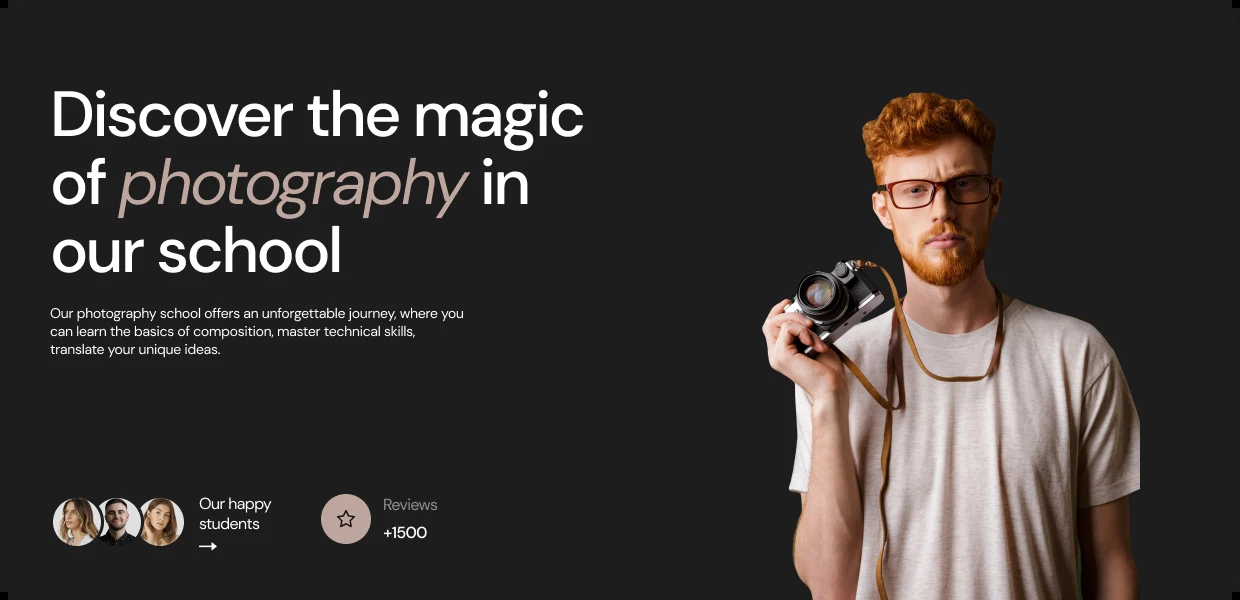 Discover the magic
of photography in
our school
Our photography school offers an unforgettable journey, where you
can learn the basics of composition, master technical skills,
translate your unique ideas.
Our happy
students
Reviews
+1500